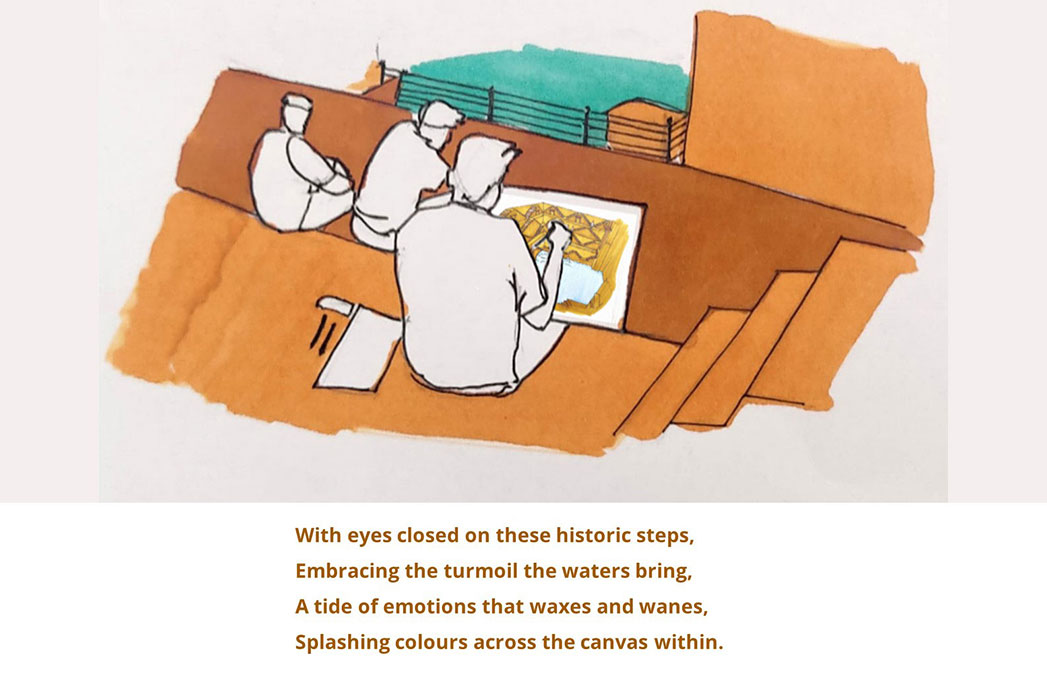 With eyes closed on these historic steps,
Embracing the turmoil the waters bring,
A tide of emotions that waxes and wanes,
Splashing colours across the canvas within.